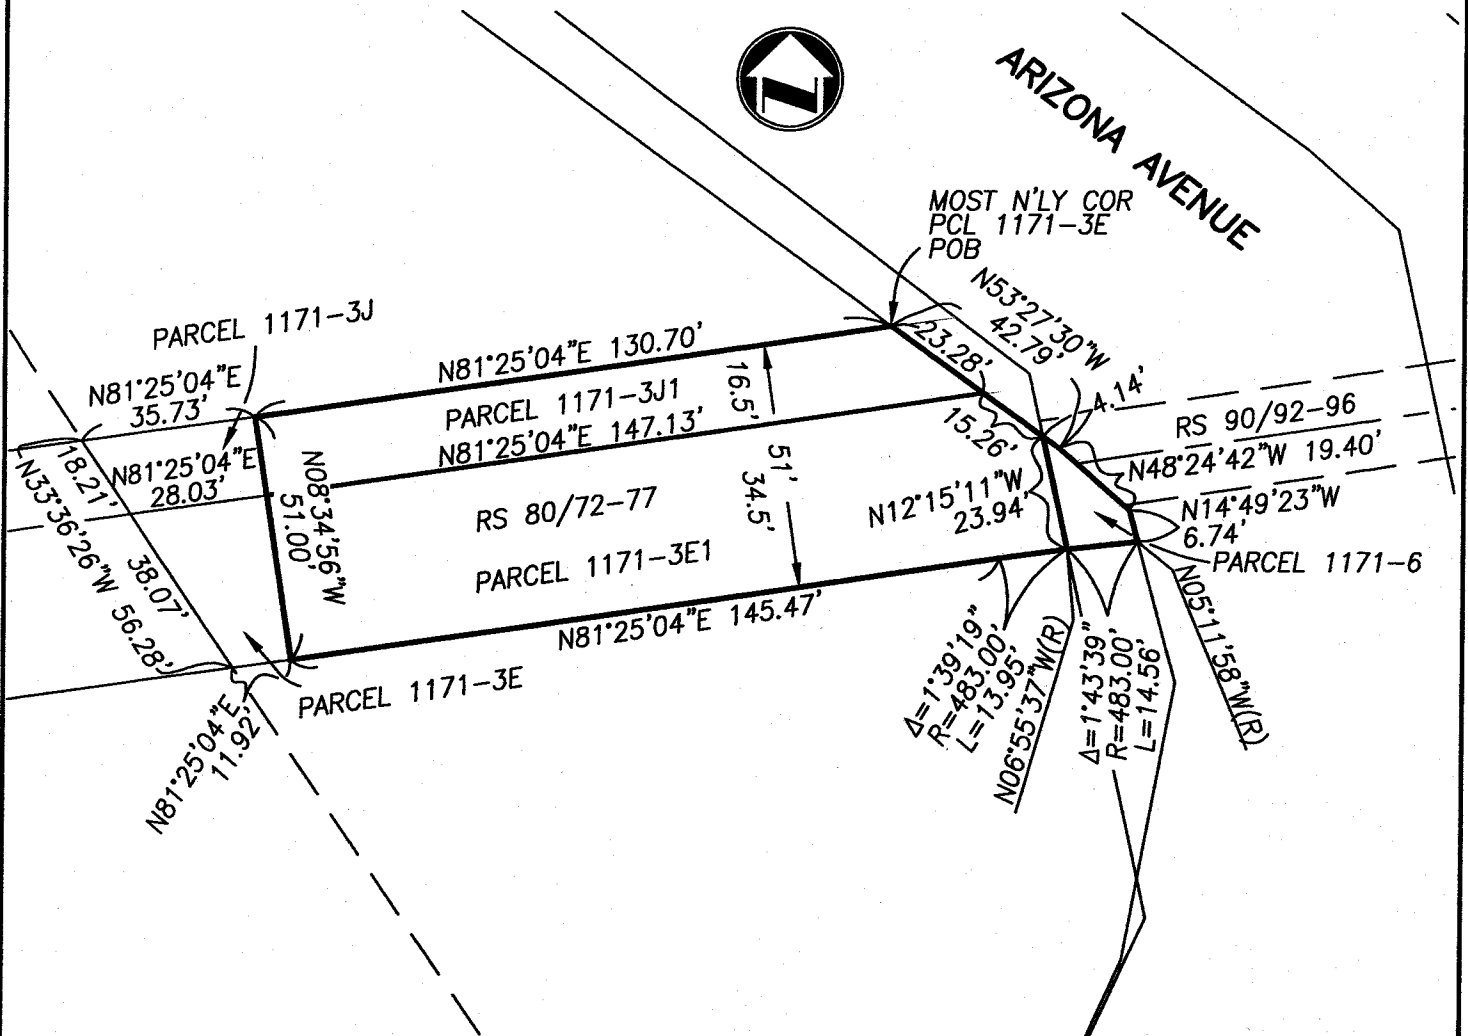 ARIZONA AVENUE
MOST N'LY COR
PCL 1171-3E
POB
N53°27'30"W
42.79'
23.28'
4.14'
15.26'
PARCEL 1171-3J
N81°25'04"E
35.73'
N81°25'04"E 130.70'
PARCEL 1171-3J1
N81°25'04"E 147.13'
16.5'
51'
34.5'
RS 90/92-96
N48°24'42"W 19.40'
N14°49'23"W
6.74'
PARCEL 1171-6
N12°15'11"W
23.94'
18.21'
N81°25'04"E
28.03'
N33°36'26"W 56.28'
38.07'
N08°34'56"W
51.00'
RS 80/72-77
PARCEL 1171-3E1
N81°25'04"E 145.47'
PARCEL 1171-3E
N81°25'04"E
11.92'
Δ=1°39'19"
R=483.00'
L=13.95'
N06°55'37"W(R)
Δ=1°43'39"
R=483.00'
L=14.56'
N05°11'58"W(R)